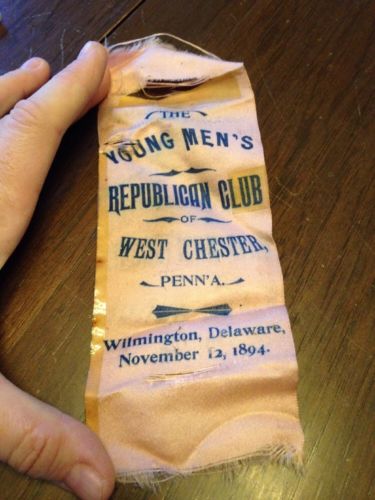 THE
YOUNG MEN'S
REPUBLICAN CLUB
OF
WEST CHESTER,
PENN'A.
Wilmington, Delaware,
November 12, 1894.